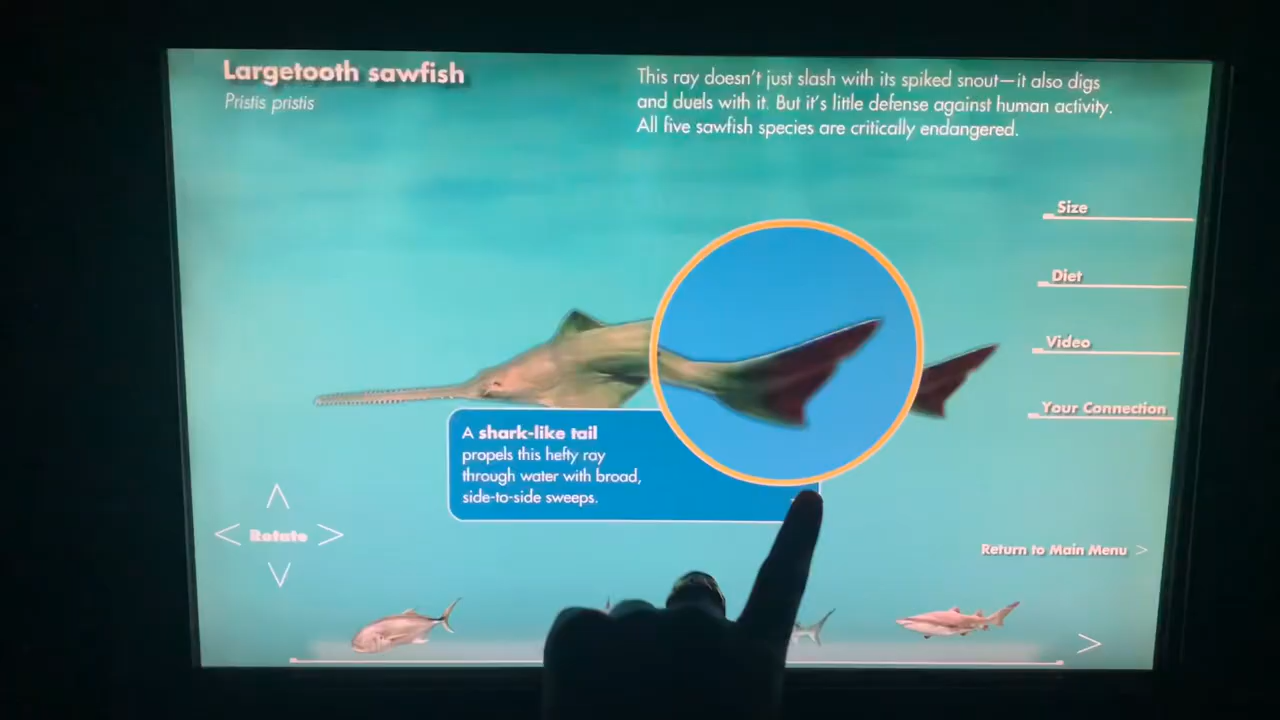 Largetooth sawfish
Pristis pristis
This ray doesn't just slash with its spiked snout—it also digs
and duels with it. But it's little defense against human activity.
All five sawfish species are critically endangered.
Size
Diet
Video
Your Connection
A shark-like tail
propels this hefty ray
through water with broad,
side-to-side sweeps.
< Rotate >
Return to Main Menu >